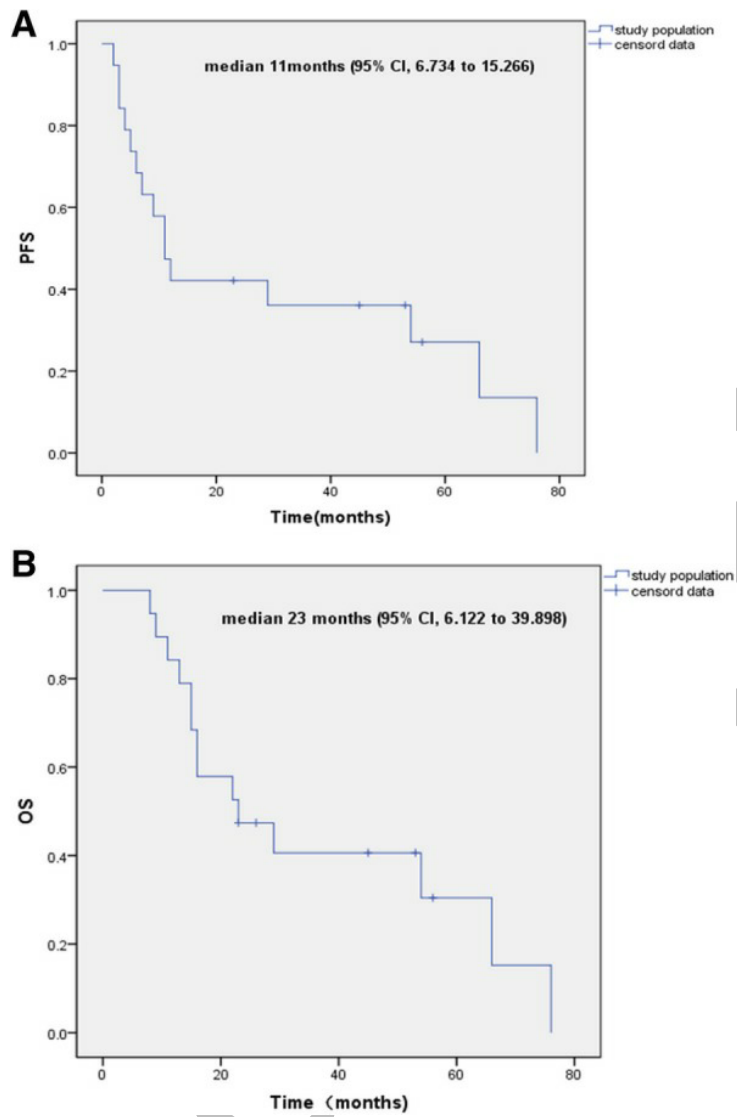 A
study population
censord data
median 11months (95% CI, 6.734 to 15.266)
1.0
0.8
0.6
0.4
0.2
0.0
PFS
0 20 40 60 80
Time(months)
B
study population
censord data
median 23 months (95% CI, 6.122 to 39.898)
1.0
0.8
0.6
0.4
0.2
0.0
OS
0 20 40 60 80
Time（months)